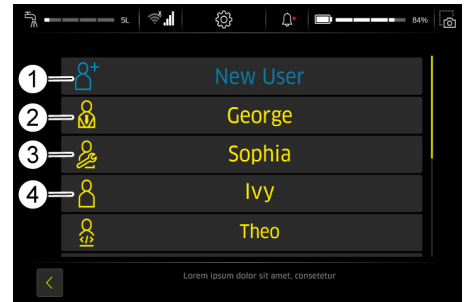 5L 84%
1 New User
2 George
3 Sophia
4 Ivy
</> Theo
Lorem ipsum dolor sit amet, consetetur